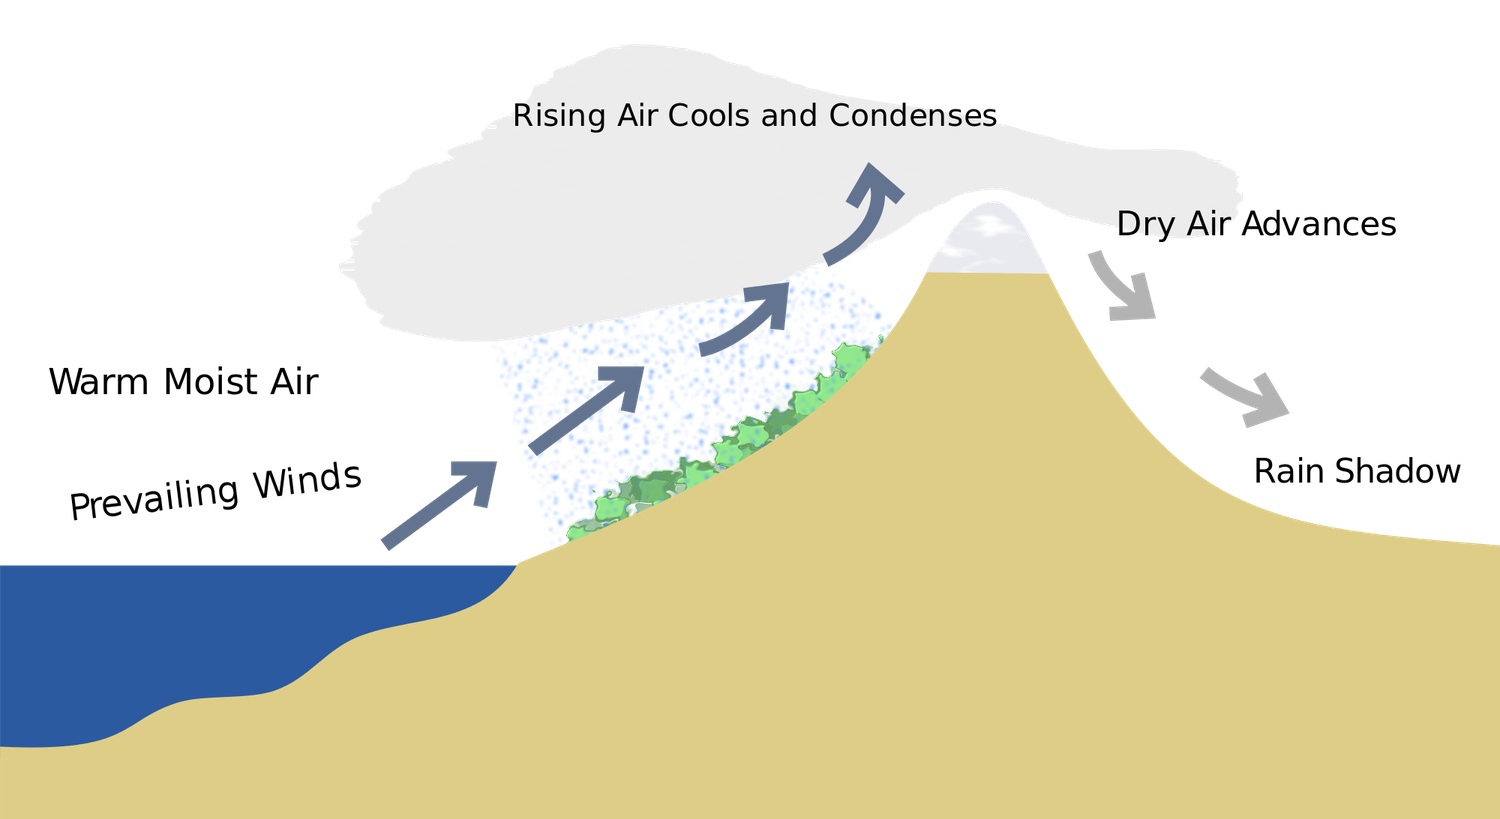 Rising Air Cools and Condenses
Dry Air Advances
Warm Moist Air
Prevailing Winds
Rain Shadow